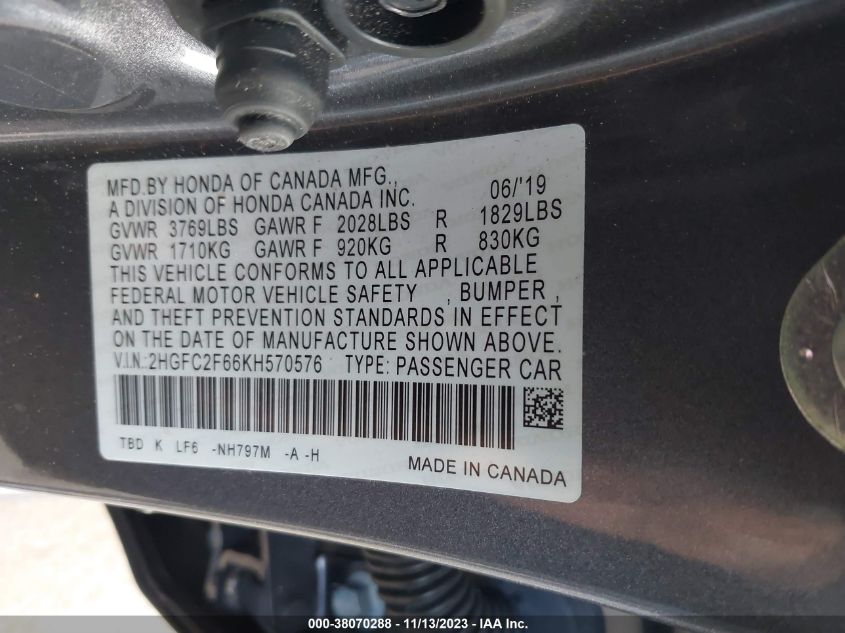 MFD.BY HONDA OF CANADA MFG., 06/'19
A DIVISION OF HONDA CANADA INC.
GVWR 3769LBS GAWR F 2028LBS R 1829LBS
GVWR 1710KG GAWR F 920KG R 830KG
THIS VEHICLE CONFORMS TO ALL APPLICABLE
FEDERAL MOTOR VEHICLE SAFETY , BUMPER ,
AND THEFT PREVENTION STANDARDS IN EFFECT
ON THE DATE OF MANUFACTURE SHOWN ABOVE.
V.I.N.:2HGFC2F66KH570576 TYPE: PASSENGER CAR
TBD K LF6 -NH797M -A -H
MADE IN CANADA
000-38070288 - 11/13/2023 - IAA Inc.